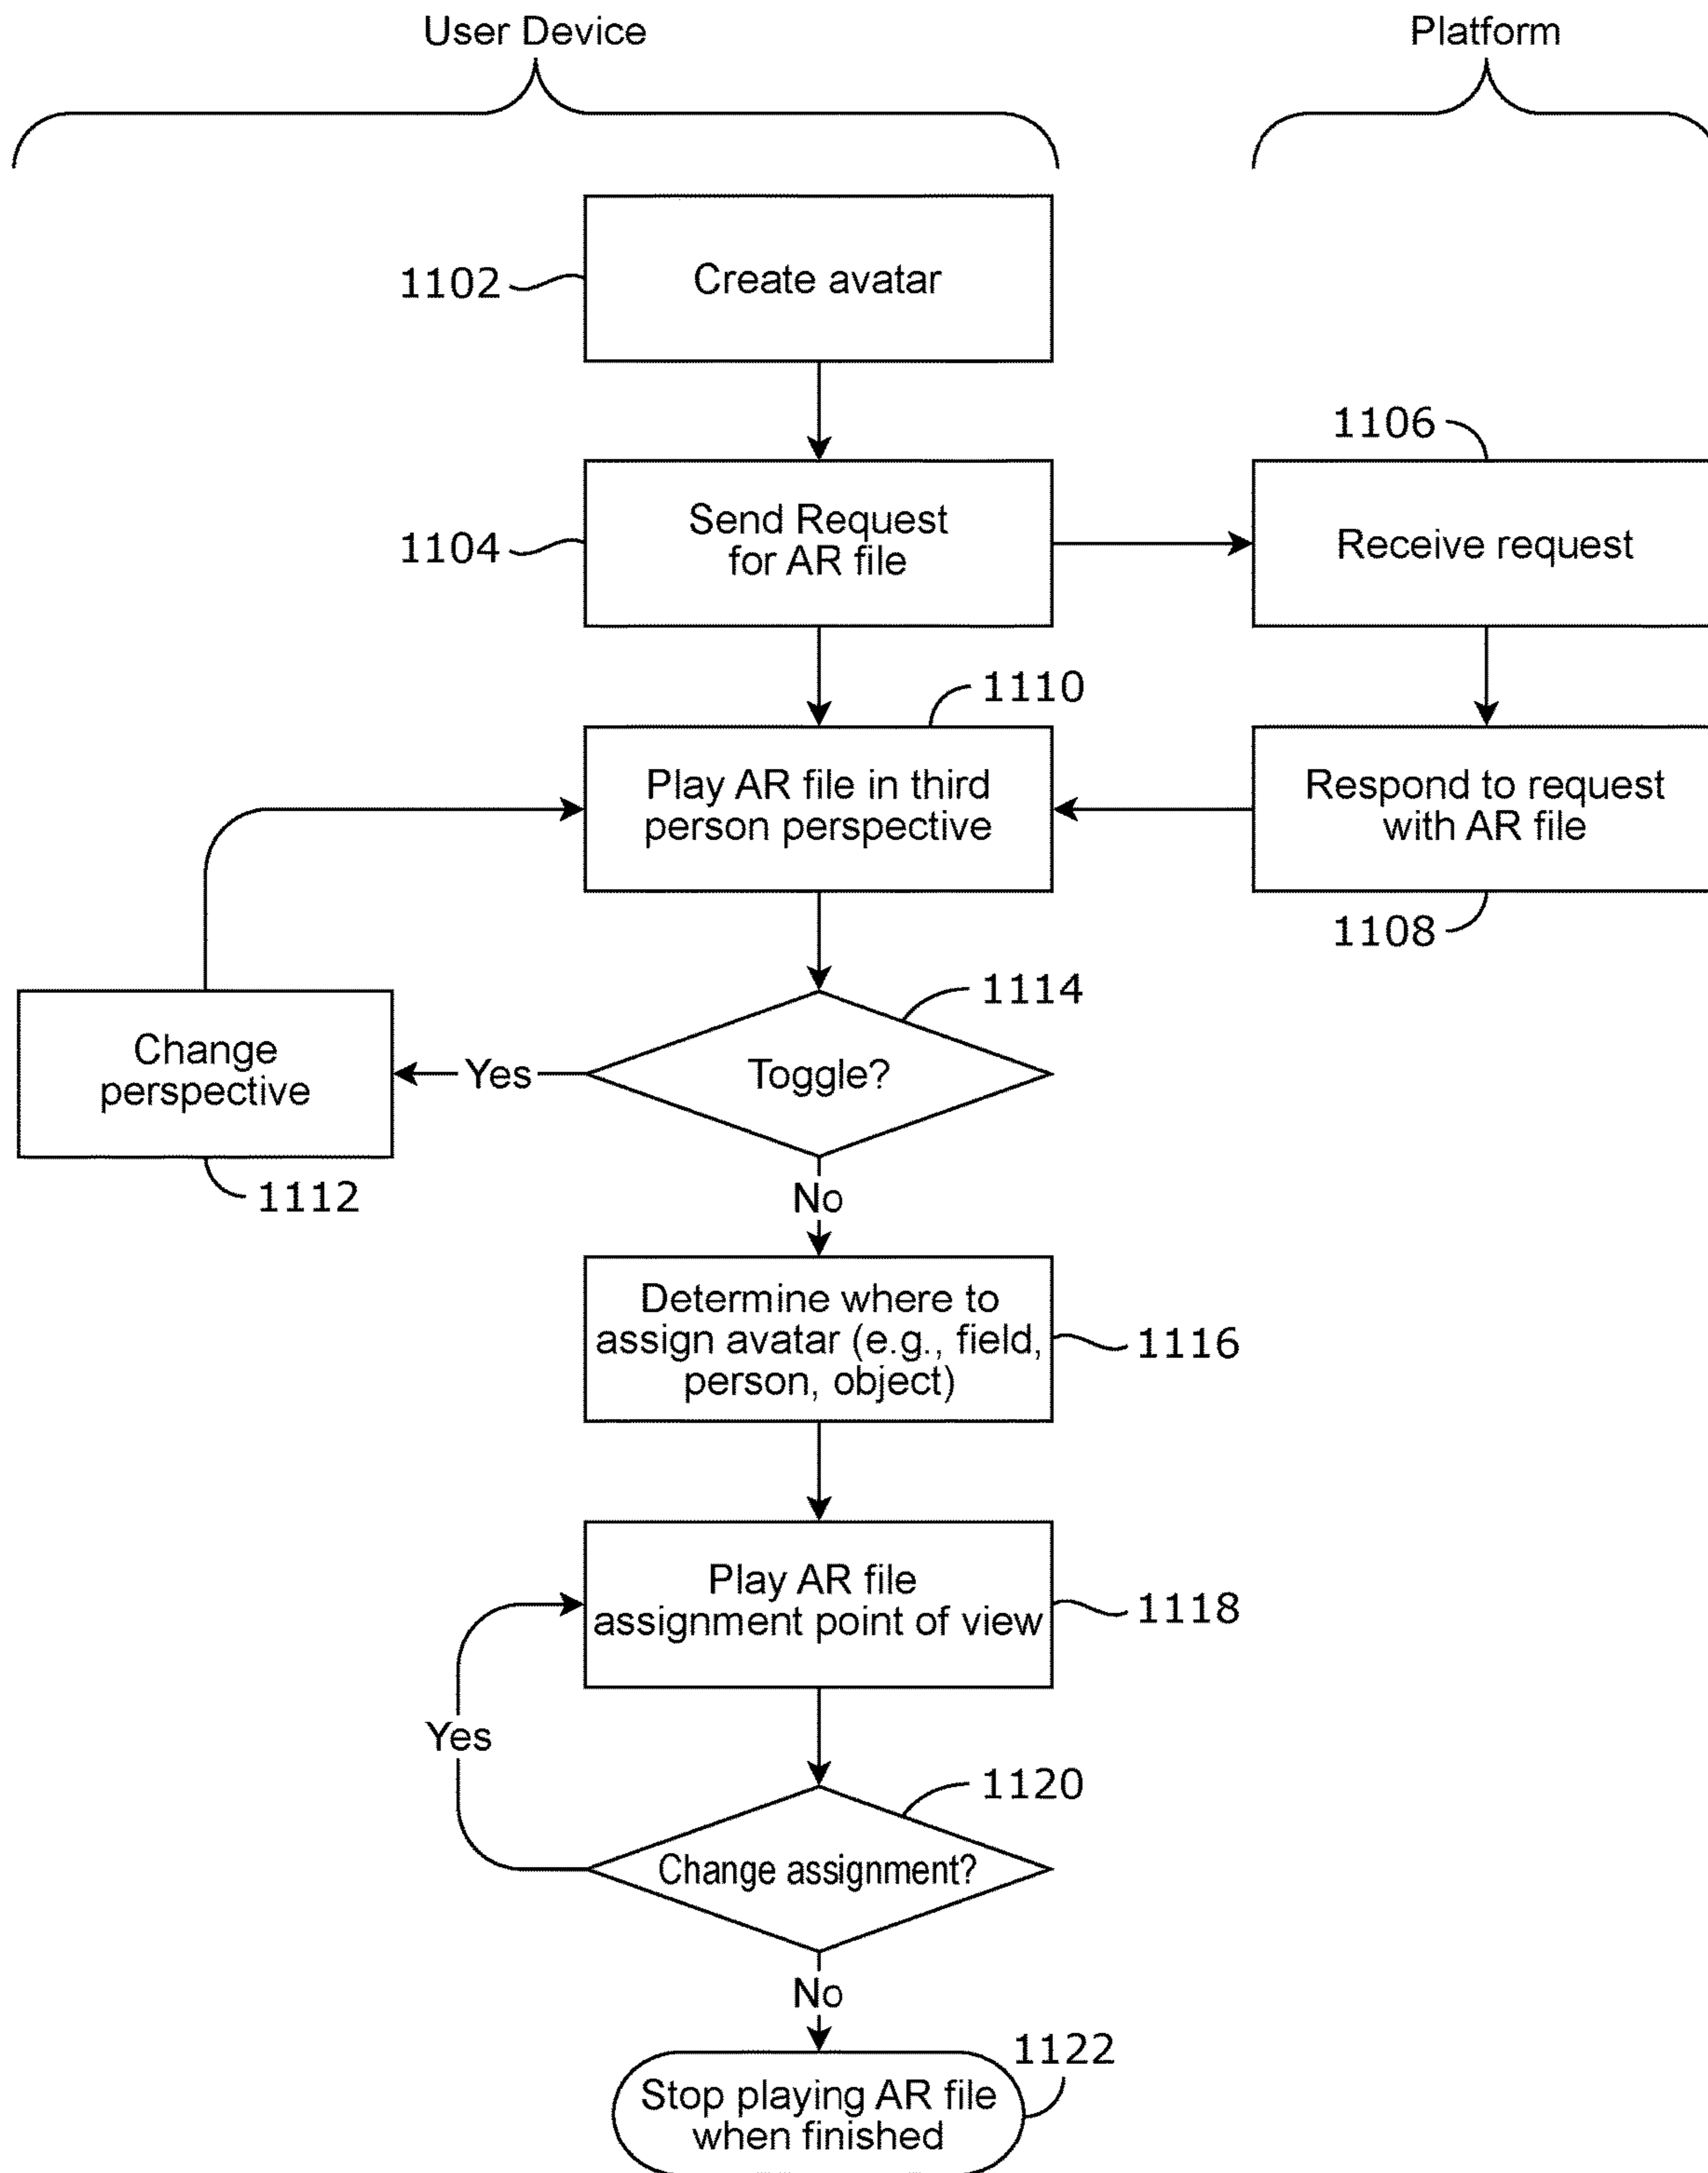 User Device
Platform
1102
Create avatar
1106
1104
Send Request
for AR file
Receive request
1110
Play AR file in third
person perspective
Respond to request
with AR file
1108
1114
Change
perspective
Yes
Toggle?
1112
No
Determine where to
assign avatar (e.g., field,
person, object)
1116
Play AR file
assignment point of view
1118
Yes
1120
Change assignment?
No
1122
Stop playing AR file
when finished